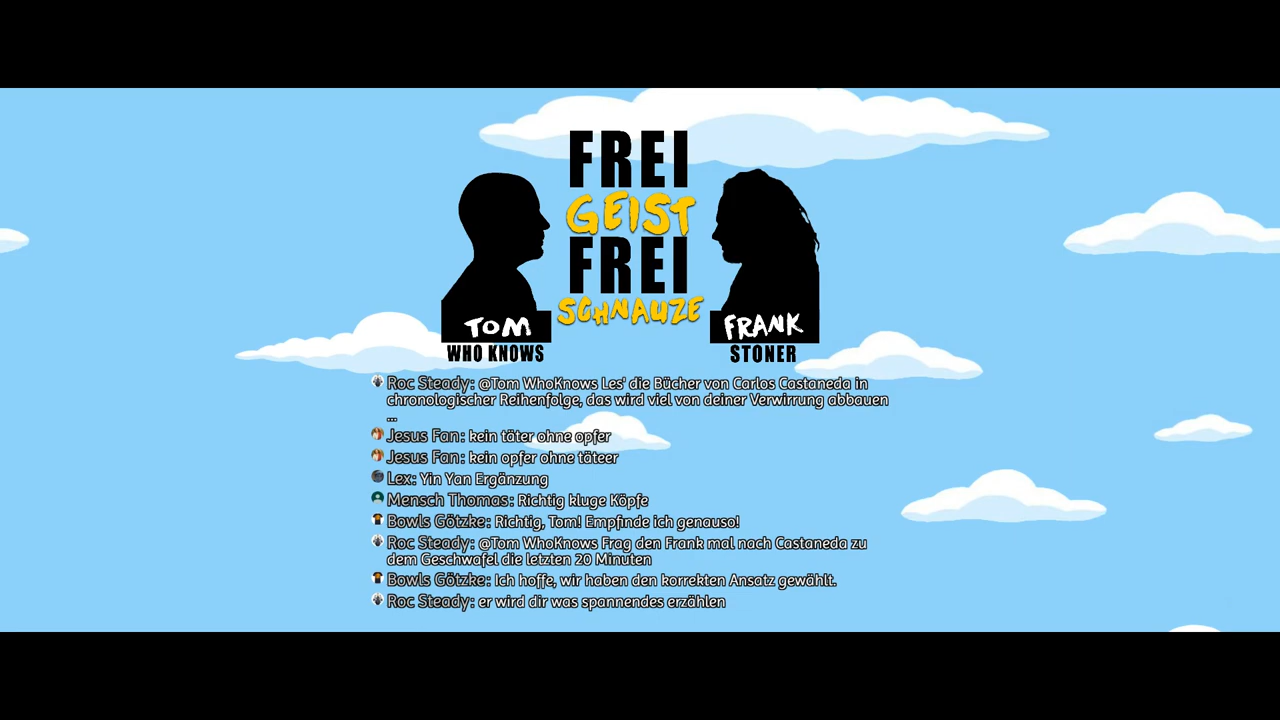 FREI
GEIST
FREI
SCHNAUZE
TOM
WHO KNOWS
FRANK
STONER
Roc Steady: @Tom WhoKnows Les' die Bücher von Carlos Castaneda in
chronologischer Reihenfolge, das wird viel von deiner Verwirrung abbauen
...
Jesus Fan: kein täter ohne opfer
Jesus Fan: kein opfer ohne täteer
Lex: Yin Yan Ergänzung
Mensch Thomas: Richtig kluge Köpfe
Bowls Götzke: Richtig, Tom! Empfinde ich genauso!
Roc Steady: @Tom WhoKnows Frag den Frank mal nach Castaneda zu
dem Geschwafel die letzten 20 Minuten
Bowls Götzke: Ich hoffe, wir haben den korrekten Ansatz gewählt.
Roc Steady: er wird dir was spannendes erzählen